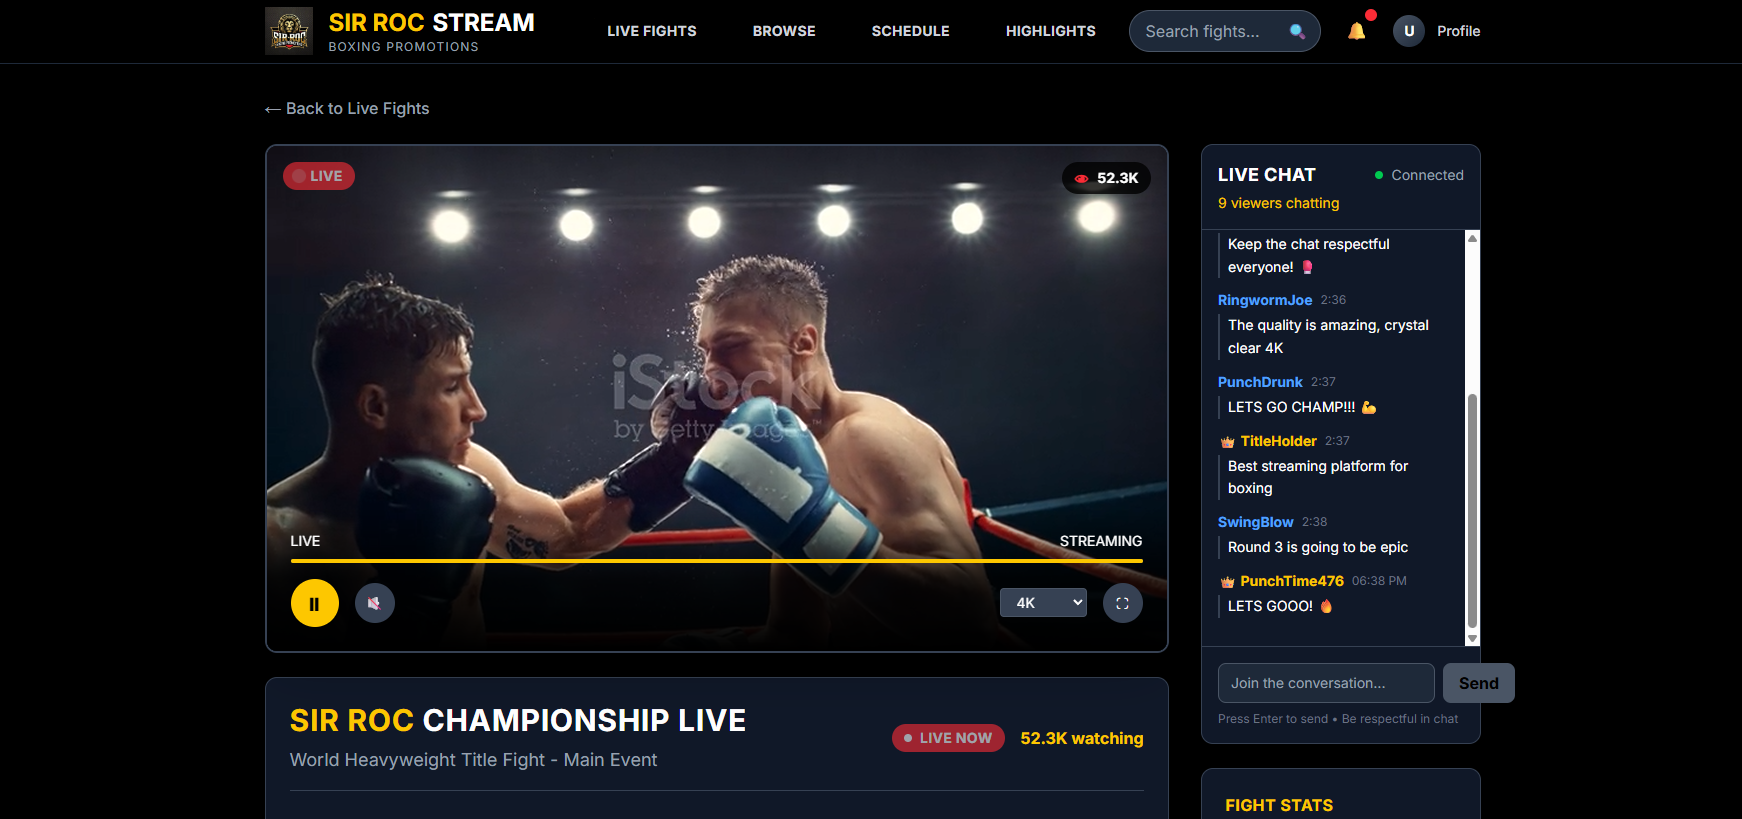 SIR ROC
SIR ROC STREAM
BOXING PROMOTIONS
LIVE FIGHTS
BROWSE
SCHEDULE
HIGHLIGHTS
Search fights...
U
Profile
← Back to Live Fights
LIVE
52.3K
iStock
by Getty Images™
LIVE
STREAMING
4K
SIR ROC CHAMPIONSHIP LIVE
World Heavyweight Title Fight - Main Event
LIVE NOW
52.3K watching
LIVE CHAT
Connected
9 viewers chatting
Keep the chat respectful
everyone! 🥊
RingwormJoe 2:36
The quality is amazing, crystal
clear 4K
PunchDrunk 2:37
LETS GO CHAMP!!! 💪
👑 TitleHolder 2:37
Best streaming platform for
boxing
SwingBlow 2:38
Round 3 is going to be epic
👑 PunchTime476 06:38 PM
LETS GOOO! 🔥
Join the conversation...
Send
Press Enter to send • Be respectful in chat
FIGHT STATS